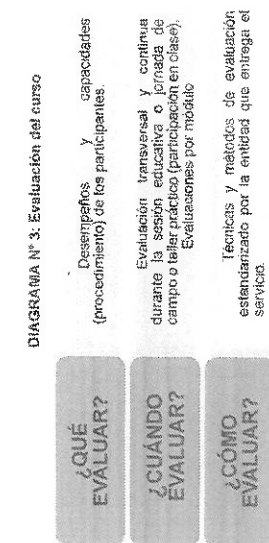 DIAGRAMA N° 3: Evaluación del curso
¿QUÉ
EVALUAR?
Desempeños y capacidades
(procedimiento) de los participantes.
¿CUÁNDO
EVALUAR?
Evaluación transversal y continua
durante la sesión educativa o jornada de
campo o taller práctico (participación en clase),
Evaluaciones por módulo
¿CÓMO
EVALUAR?
Técnicas y métodos de evaluación
estandarizado por la entidad que entrega el
servicio.